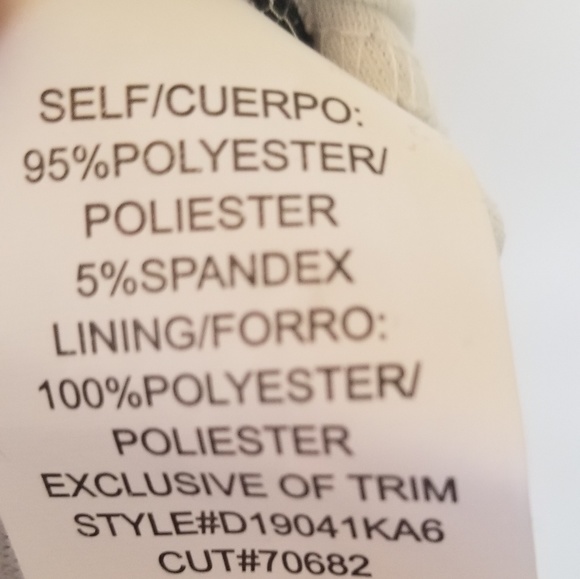 SELF/CUERPO:
95%POLYESTER/
POLIESTER
5%SPANDEX
LINING/FORRO:
100%POLYESTER/
POLIESTER
EXCLUSIVE OF TRIM
STYLE#D19041KA6
CUT#70682